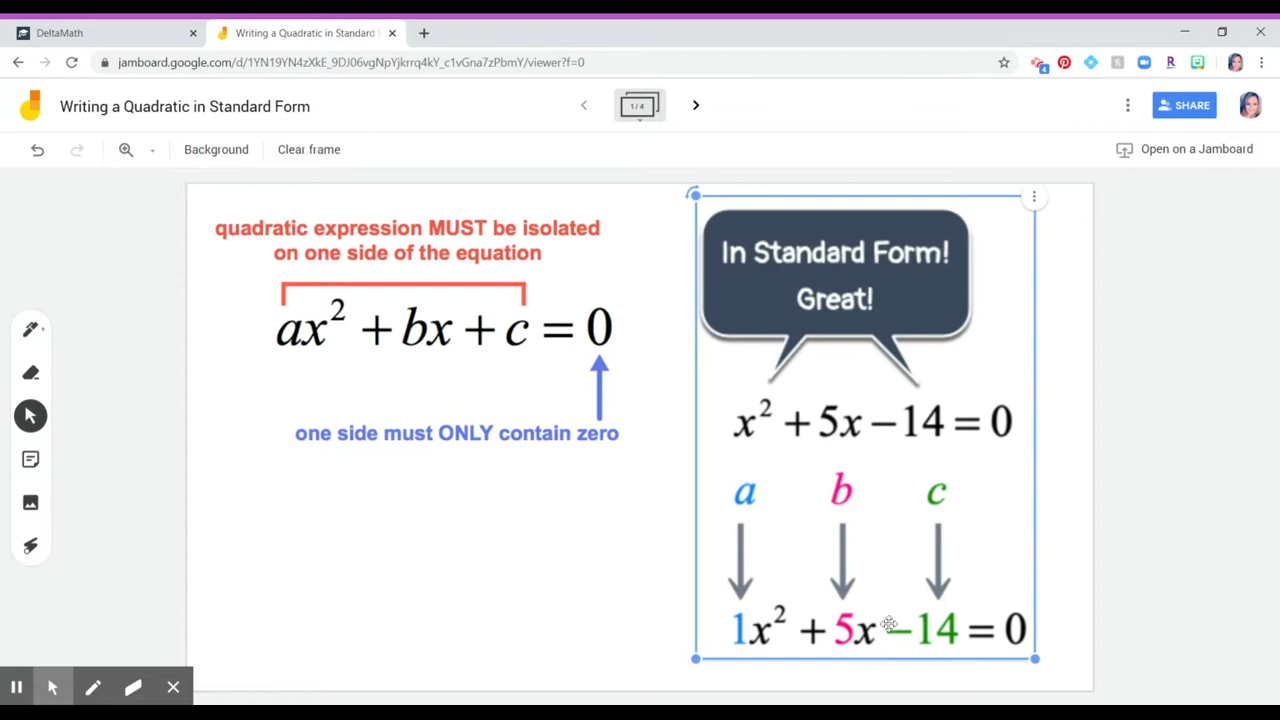 DeltaMath
Writing a Quadratic in Standard
jamboard.google.com/d/1YN19YN4zXkE_9DJ06vgNpYjkrrq4kY_c1vGna7zPbmY/viewer?f=0
4
R
Writing a Quadratic in Standard Form
1/4
SHARE
Background
Clear frame
Open on a Jamboard
quadratic expression MUST be isolated
on one side of the equation
ax² + bx + c = 0
one side must ONLY contain zero
In Standard Form!
Great!
x² + 5x − 14 = 0
a b c
1x² + 5x − 14 = 0